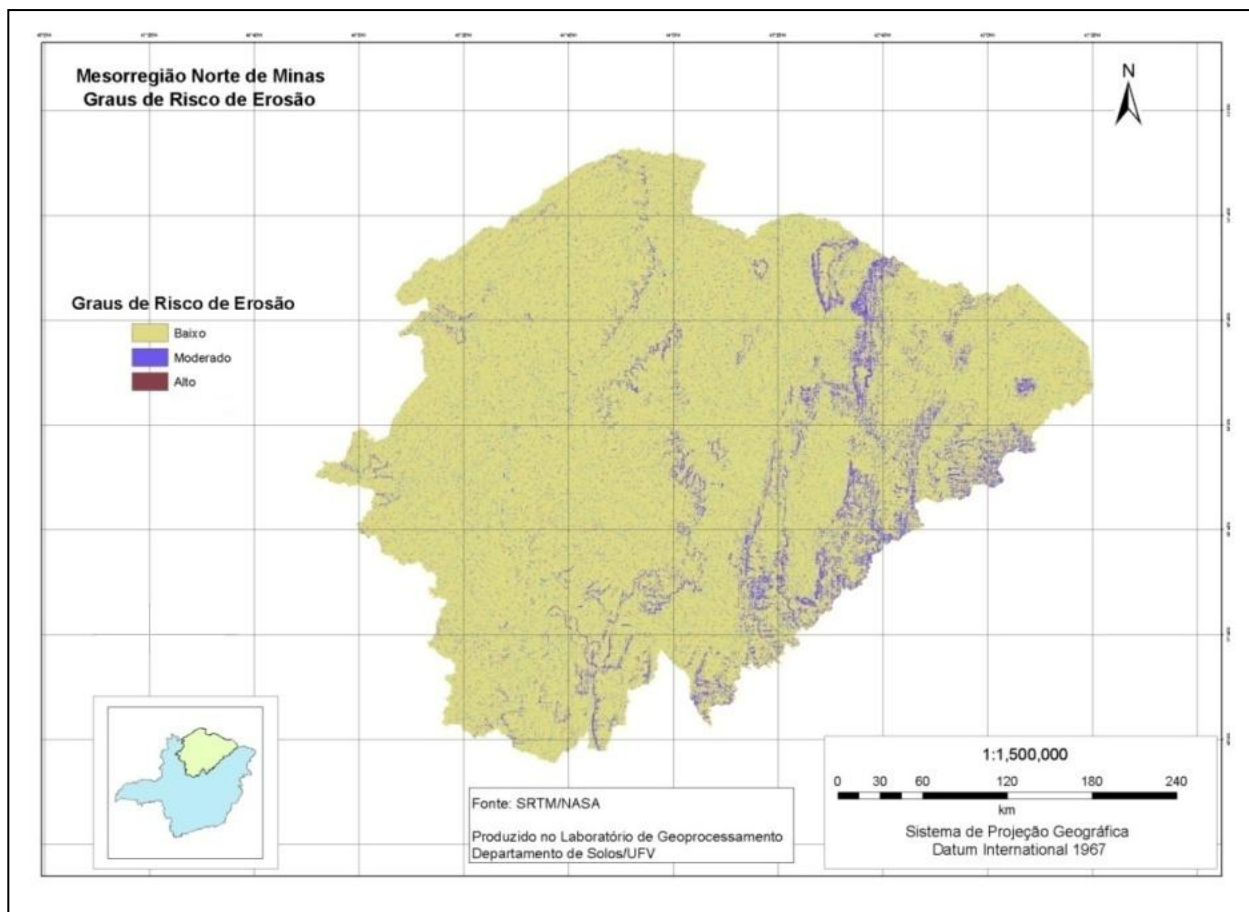 Mesorregião Norte de Minas
Graus de Risco de Erosão
N
Graus de Risco de Erosão
Baixo
Moderado
Alto
1:1,500,000
0 30 60 120 180 240
km
Sistema de Projeção Geográfica
Datum International 1967
Fonte: SRTM/NASA
Produzido no Laboratório de Geoprocessamento
Departamento de Solos/UFV